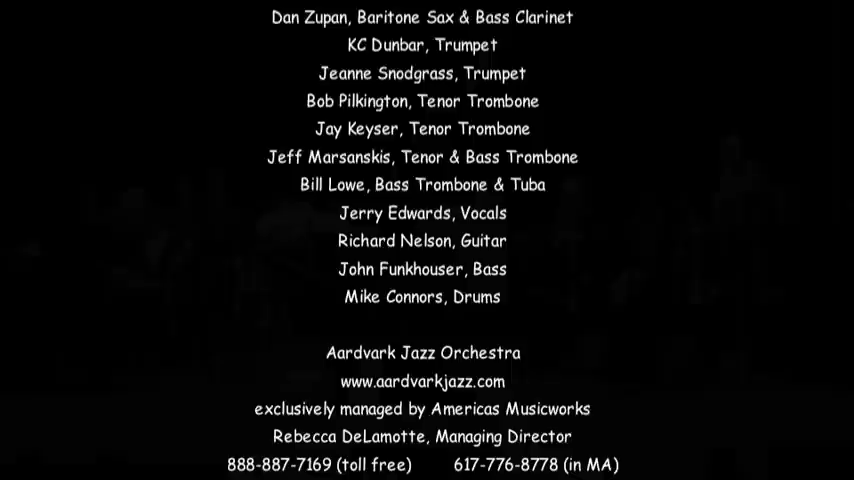 Dan Zupan, Baritone Sax & Bass Clarinet
KC Dunbar, Trumpet
Jeanne Snodgrass, Trumpet
Bob Pilkington, Tenor Trombone
Jay Keyser, Tenor Trombone
Jeff Marsanskis, Tenor & Bass Trombone
Bill Lowe, Bass Trombone & Tuba
Jerry Edwards, Vocals
Richard Nelson, Guitar
John Funkhouser, Bass
Mike Connors, Drums
Aardvark Jazz Orchestra
www.aardvarkjazz.com
exclusively managed by Americas Musicworks
Rebecca DeLamotte, Managing Director
888-887-7169 (toll free) 617-776-8778 (in MA)